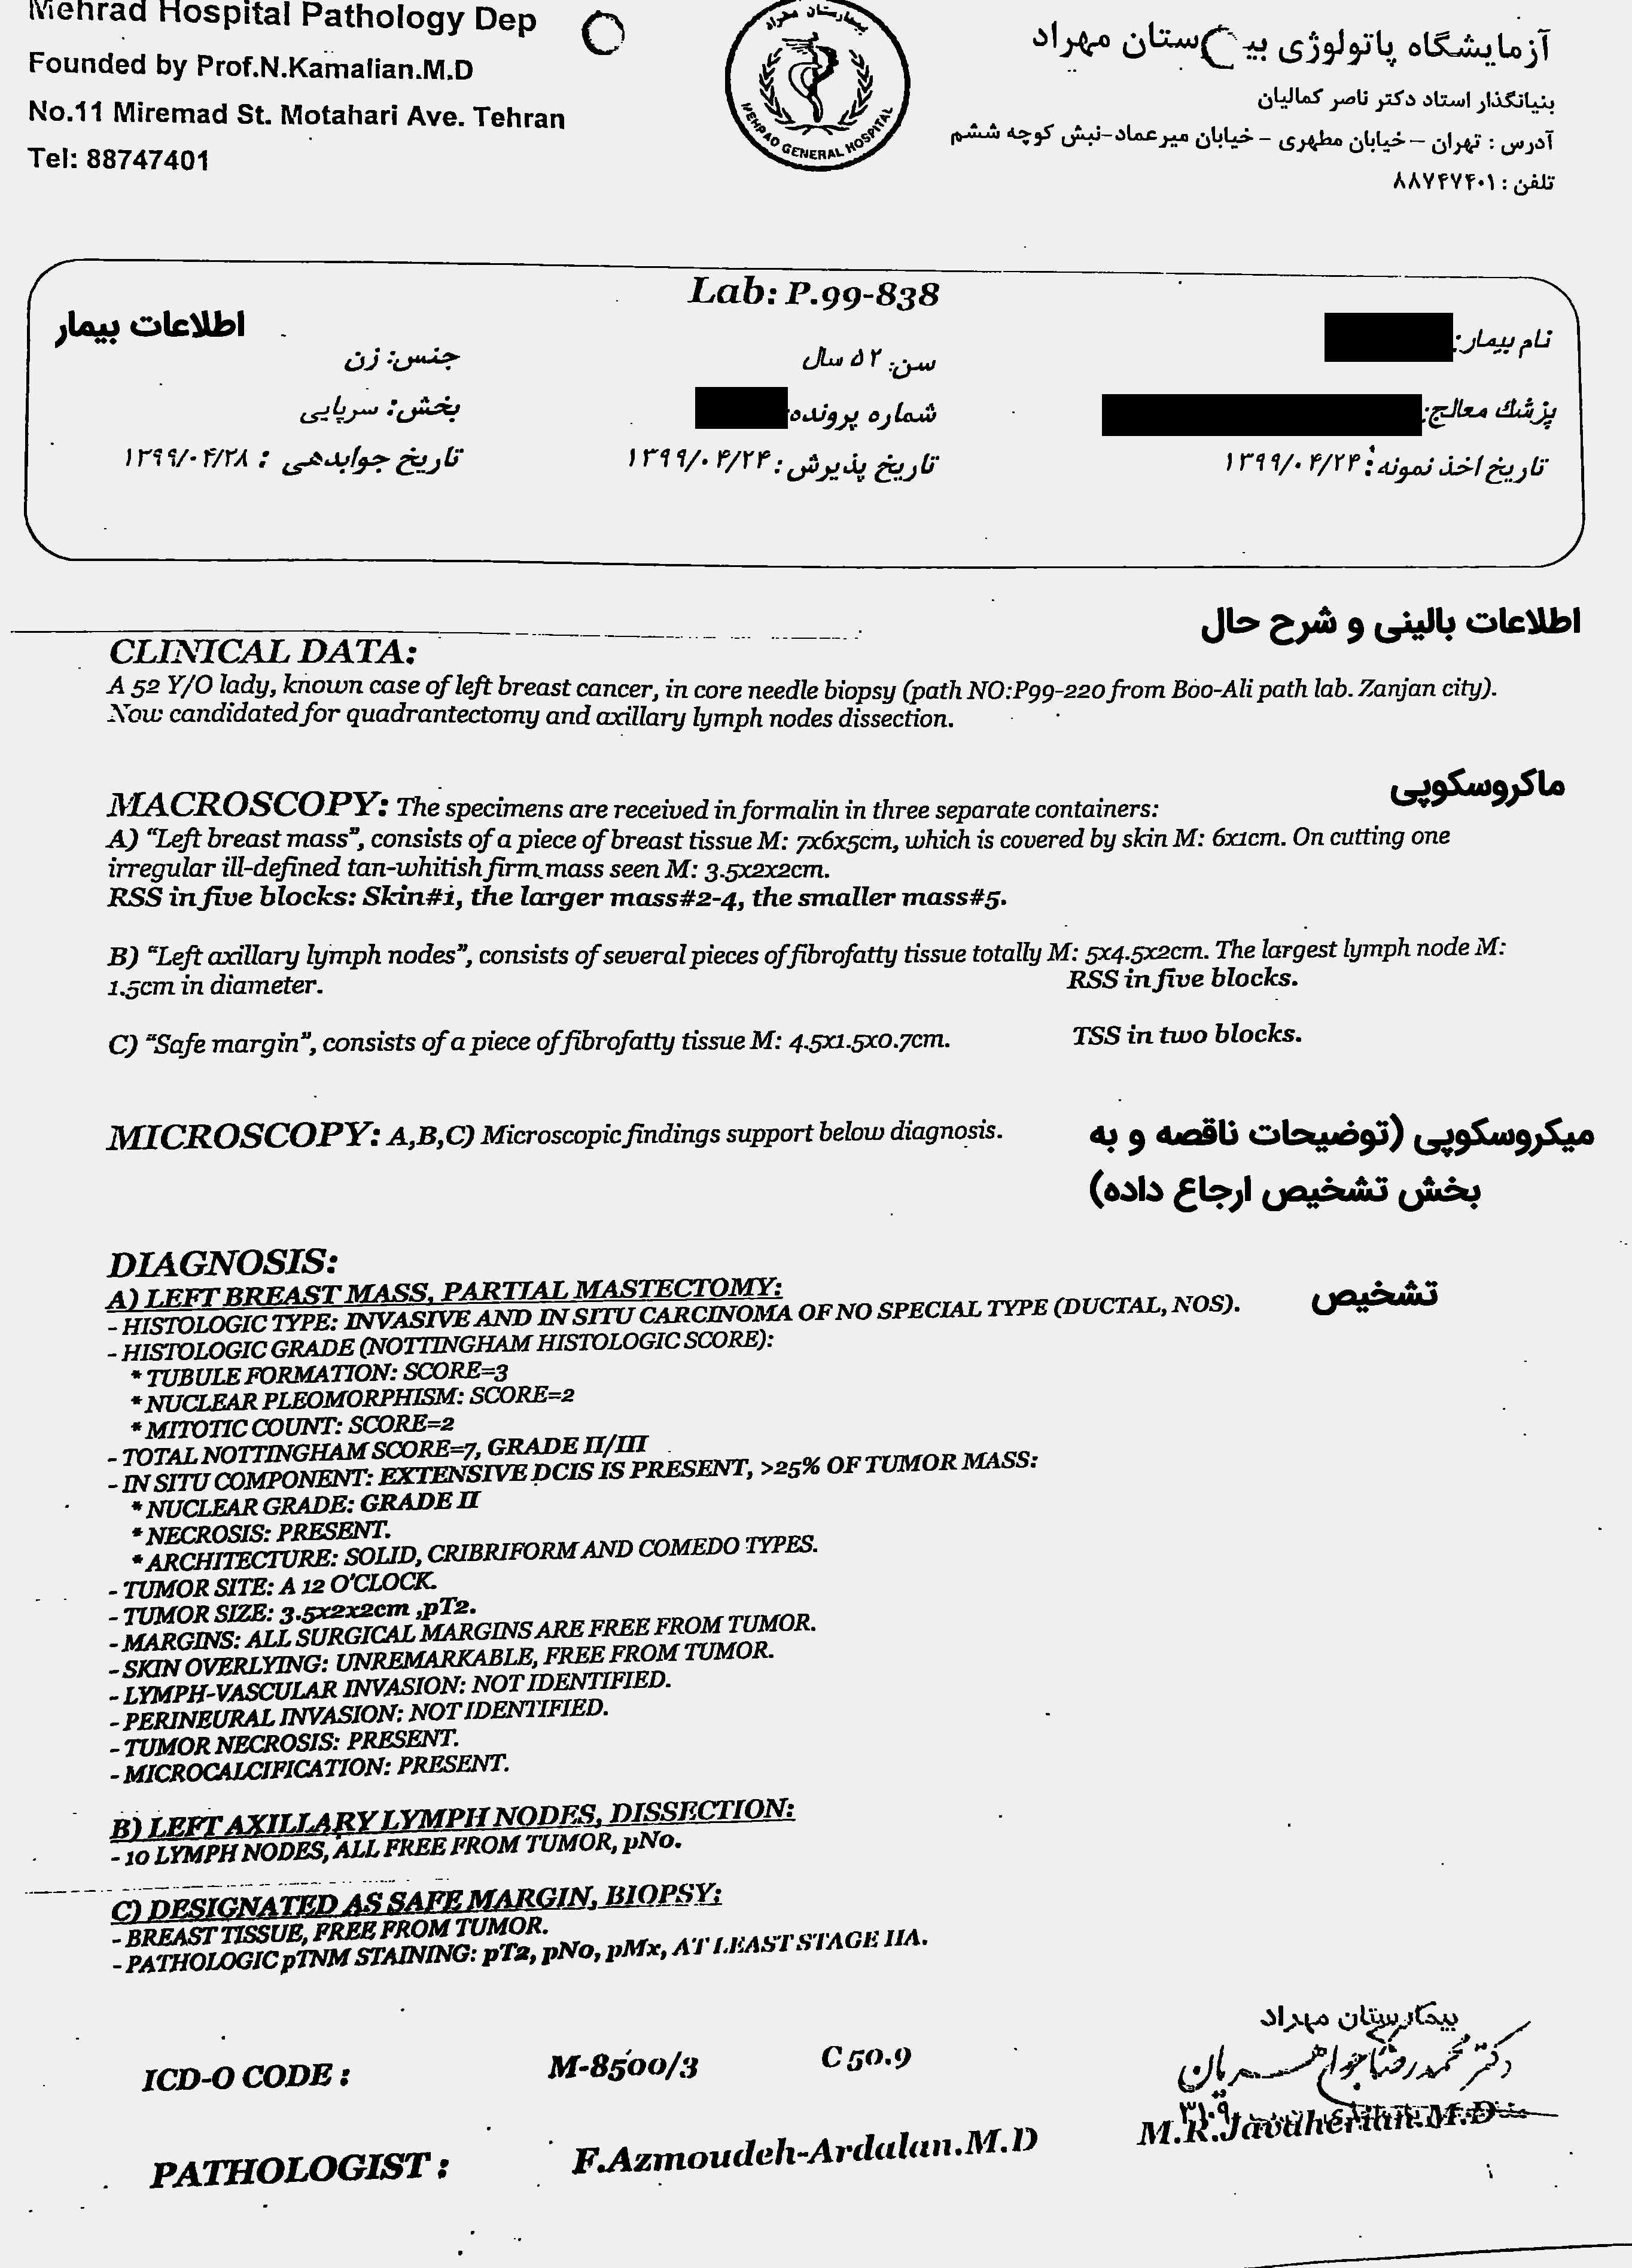 Mehrad Hospital Pathology Dep
Founded by Prof.N.Kamalian.M.D
No.11 Miremad St. Motahari Ave. Tehran
Tel: 88747401
بیمارستان مهراد
MEHRAD GENERAL HOSPITAL
آزمایشگاه پاتولوژی بی ستان مهراد
بنیانگذار استاد دکتر ناصر کمالیان
آدرس : تهران – خیابان مطهری – خیابان میرعماد-نبش کوچه ششم
تلفن : ۸۸۷۴۷۴۰۱
Lab: P.99-838
اطلاعات بیمار
نام بیمار:
سن: ۵۲ سال
جنس: زن
پزشک معالج:
شماره پرونده:
بخش: سرپایی
تاریخ اخذ نمونه: ۱۳۹۹/۰۴/۲۴
تاریخ پذیرش : ۱۳۹۹/۰۴/۲۴
تاریخ جوابدهی : ۱۳۹۹/۰۴/۲۸
اطلاعات بالینی و شرح حال
CLINICAL DATA:
A 52 Y/O lady, known case of left breast cancer, in core needle biopsy (path NO:P99-220 from Boo-Ali path lab. Zanjan city).
Now candidated for quadrantectomy and axillary lymph nodes dissection.
ماکروسکوپی
MACROSCOPY: The specimens are received in formalin in three separate containers:
A) "Left breast mass", consists of a piece of breast tissue M: 7x6x5cm, which is covered by skin M: 6x1cm. On cutting one
irregular ill-defined tan-whitish firm mass seen M: 3.5x2x2cm.
RSS in five blocks: Skin#1, the larger mass#2-4, the smaller mass#5.
B) "Left axillary lymph nodes", consists of several pieces of fibrofatty tissue totally M: 5x4.5x2cm. The largest lymph node M:
1.5cm in diameter. RSS in five blocks.
C) "Safe margin", consists of a piece of fibrofatty tissue M: 4.5x1.5x0.7cm. TSS in two blocks.
MICROSCOPY: A,B,C) Microscopic findings support below diagnosis.
میکروسکوپی (توضیحات ناقصه و به
بخش تشخیص ارجاع داده)
DIAGNOSIS:
تشخیص
A) LEFT BREAST MASS, PARTIAL MASTECTOMY:
- HISTOLOGIC TYPE: INVASIVE AND IN SITU CARCINOMA OF NO SPECIAL TYPE (DUCTAL, NOS).
- HISTOLOGIC GRADE (NOTTINGHAM HISTOLOGIC SCORE):
* TUBULE FORMATION: SCORE=3
* NUCLEAR PLEOMORPHISM: SCORE=2
* MITOTIC COUNT: SCORE=2
- TOTAL NOTTINGHAM SCORE=7, GRADE II/III
- IN SITU COMPONENT: EXTENSIVE DCIS IS PRESENT, >25% OF TUMOR MASS:
* NUCLEAR GRADE: GRADE II
* NECROSIS: PRESENT.
* ARCHITECTURE: SOLID, CRIBRIFORM AND COMEDO TYPES.
- TUMOR SITE: A 12 O'CLOCK.
- TUMOR SIZE: 3.5x2x2cm ,pT2.
- MARGINS: ALL SURGICAL MARGINS ARE FREE FROM TUMOR.
- SKIN OVERLYING: UNREMARKABLE, FREE FROM TUMOR.
- LYMPH-VASCULAR INVASION: NOT IDENTIFIED.
- PERINEURAL INVASION: NOT IDENTIFIED.
- TUMOR NECROSIS: PRESENT.
- MICROCALCIFICATION: PRESENT.
B) LEFT AXILLARY LYMPH NODES, DISSECTION:
- 10 LYMPH NODES, ALL FREE FROM TUMOR, pN0.
C) DESIGNATED AS SAFE MARGIN, BIOPSY:
- BREAST TISSUE, FREE FROM TUMOR.
- PATHOLOGIC pTNM STAINING: pT2, pN0, pMx, AT LEAST STAGE IIA.
ICD-O CODE : M-8500/3 C 50.9
بیمارستان مهراد
دکتر محمدرضا جواهریان
۳۱۰۹
PATHOLOGIST : F.Azmoudeh-Ardalan.M.D M.R.Javaherian.M.D